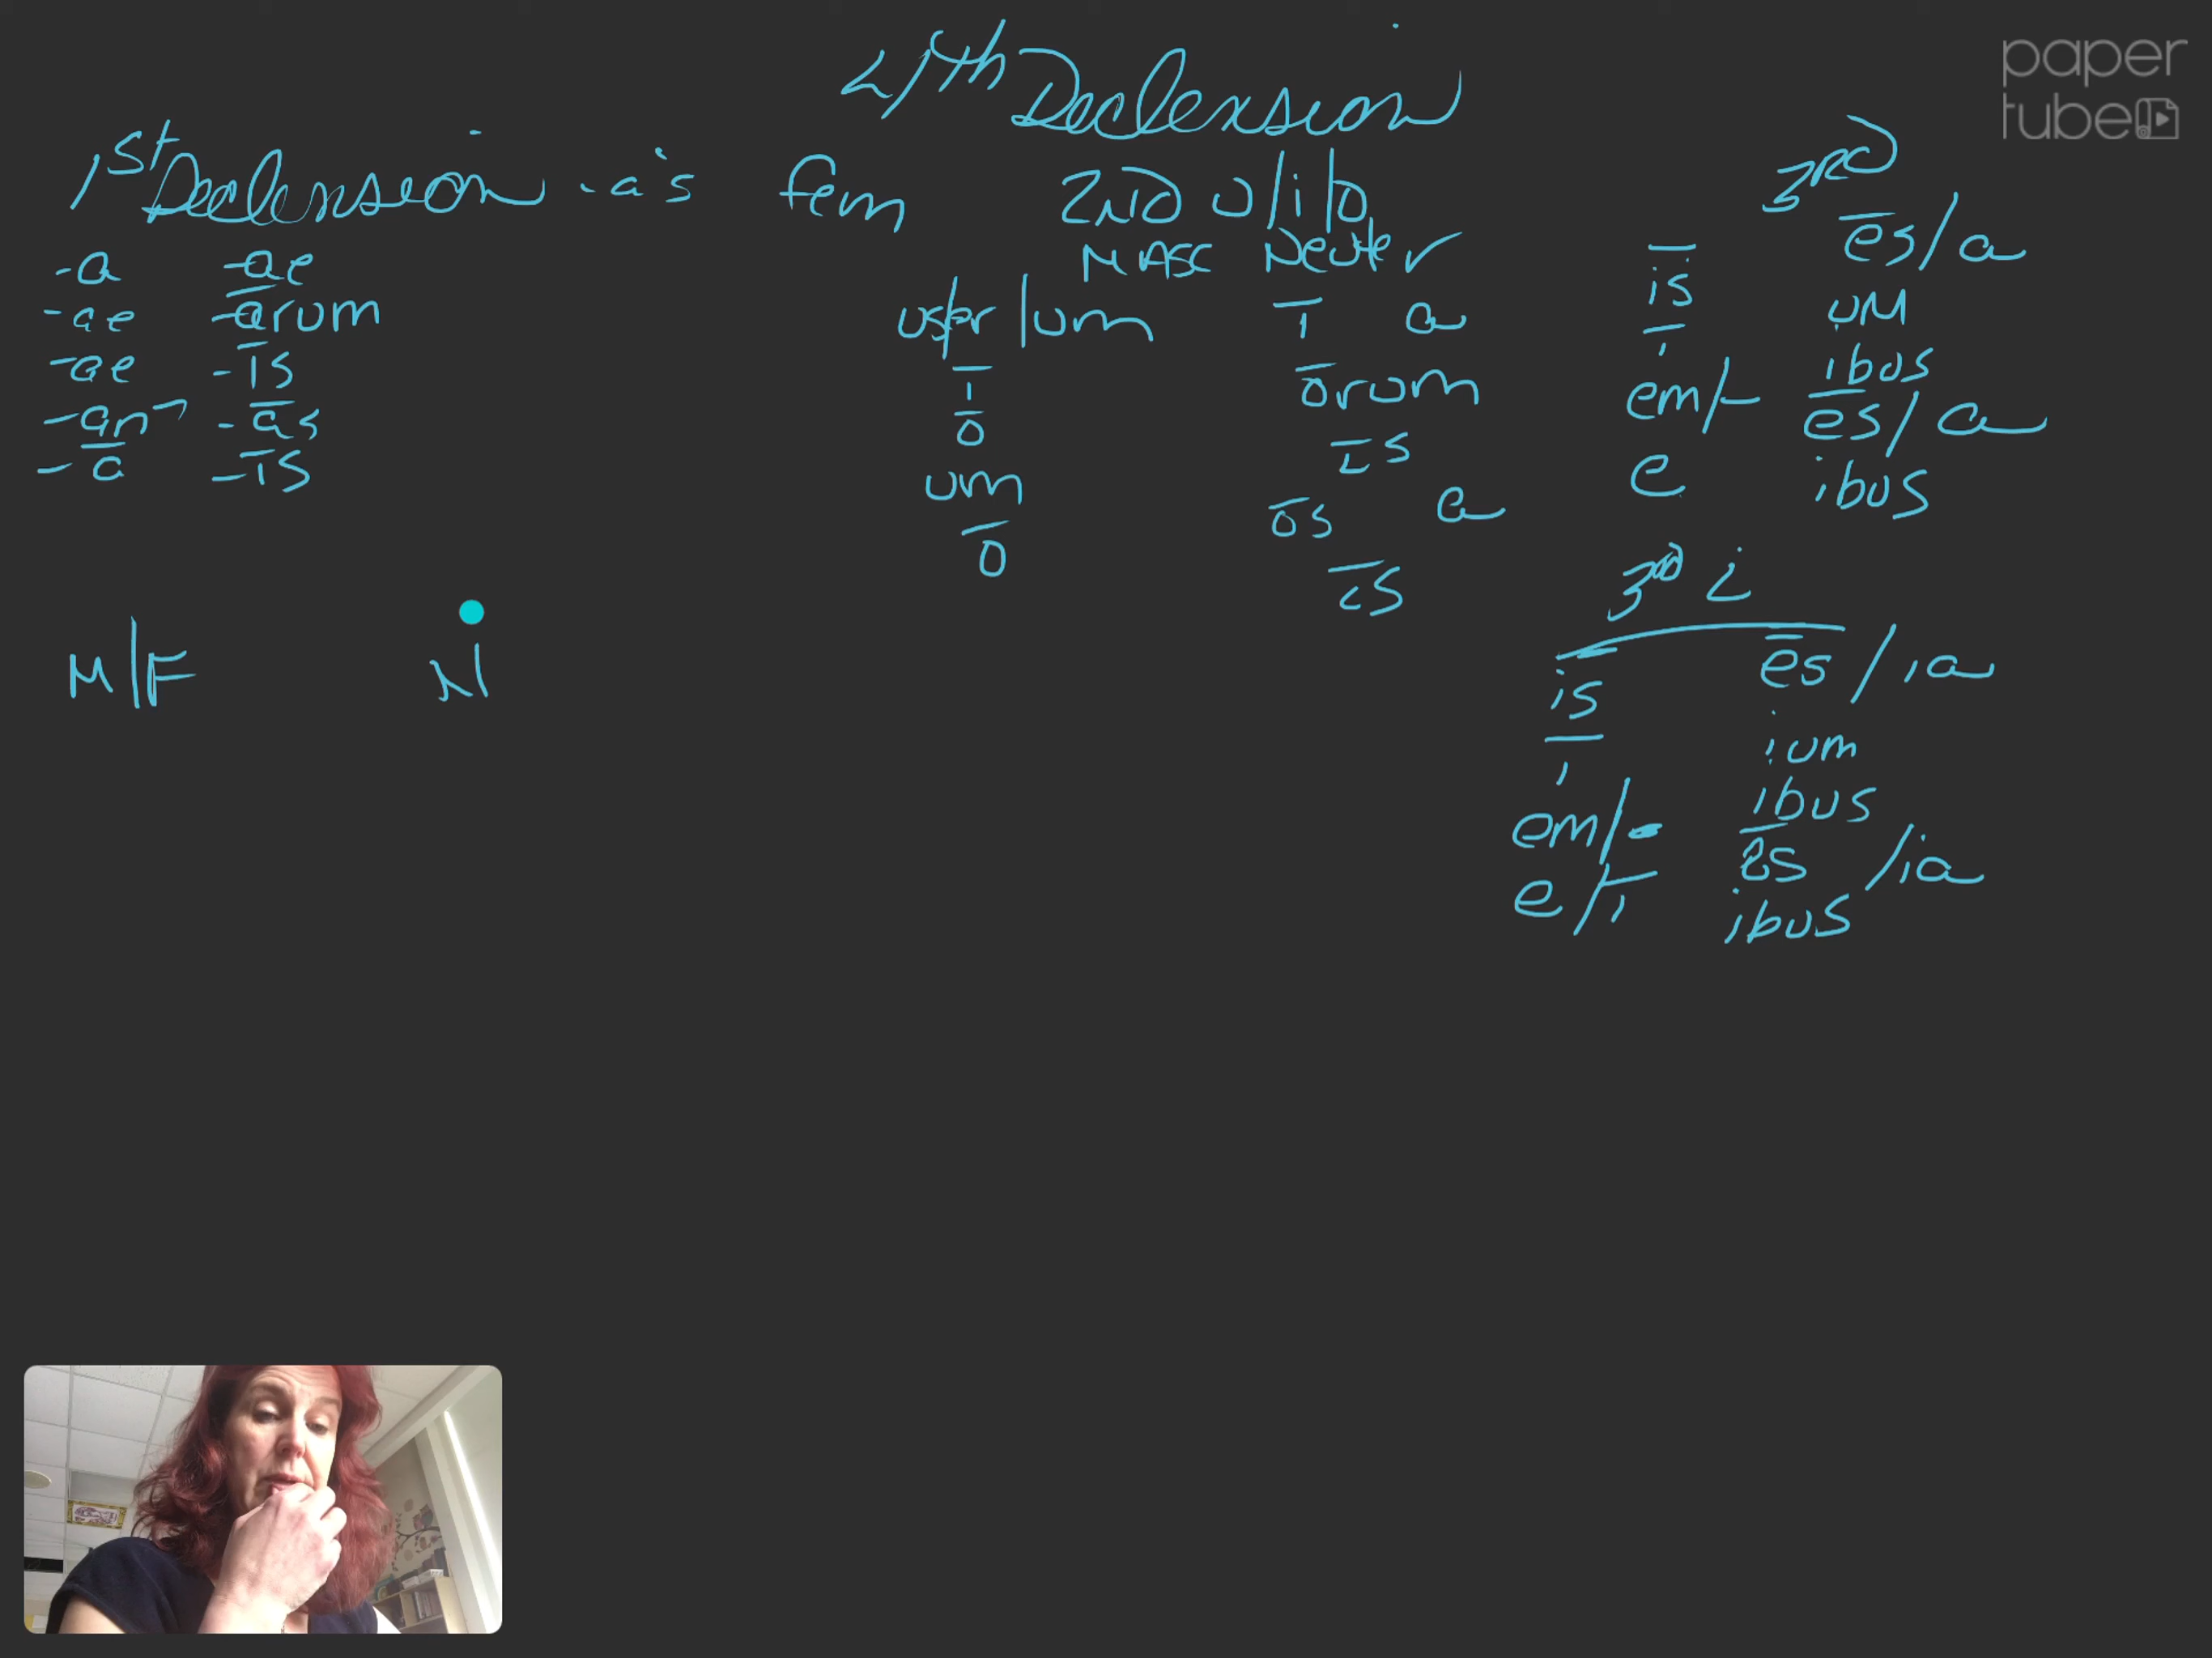 4th Declension
paper
tube
1st Declension -a's fem
2ND U/i/o
3RD
MASC Neuter
-a -ae
-ae -ārum
-ae -īs
-am -ās
-ā -īs
us/er/um ī a
ī ōrum
ō īs
um ōs a
ō īs
— ēs/a
is um
ī ibus
em/- ēs/a
e ibus
3RD i
— ēs/ia
is ium
ī ibus
em/- ēs/ia
e/ī ibus
M/F N